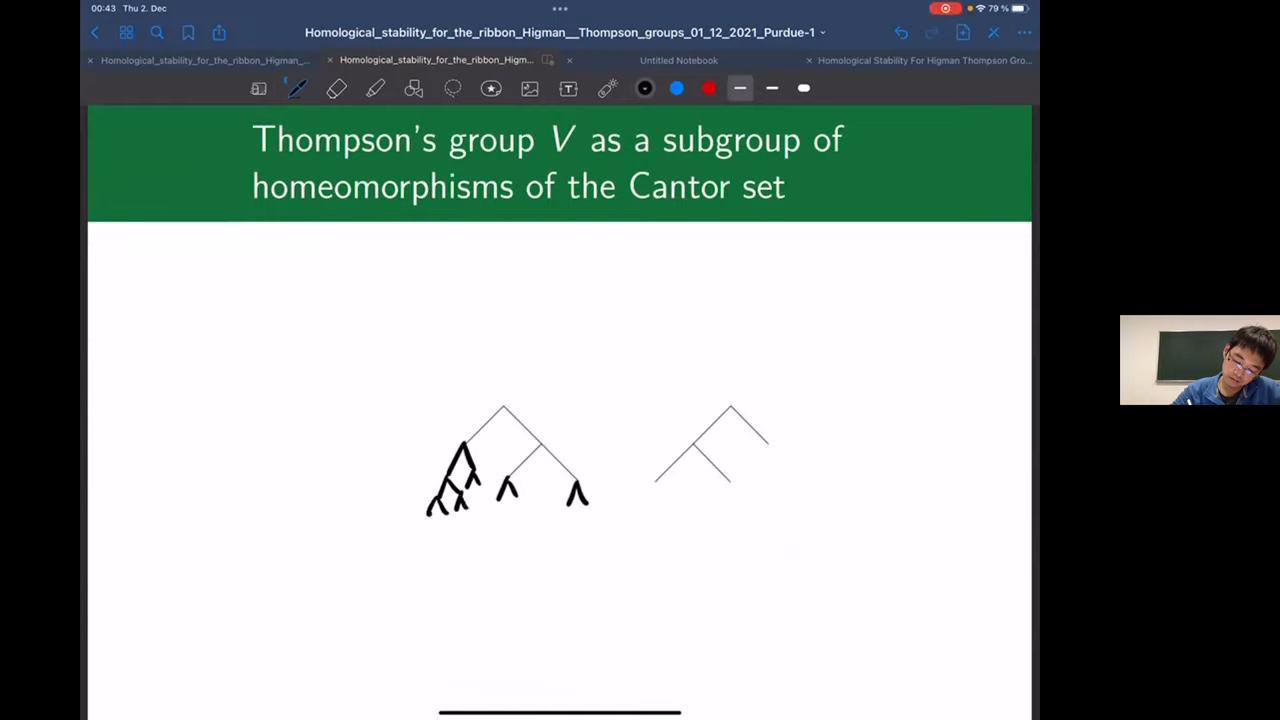 00:43 Thu 2. Dec
79 %
Homological_stability_for_the_ribbon_Higman__Thompson_groups_01_12_2021_Purdue-1
Homological_stability_for_the_ribbon_Higman_...
Homological_stability_for_the_ribbon_Higm...
Untitled Notebook
Homological Stability For Higman Thompson Gro...
T
Thompson's group V as a subgroup of
homeomorphisms of the Cantor set